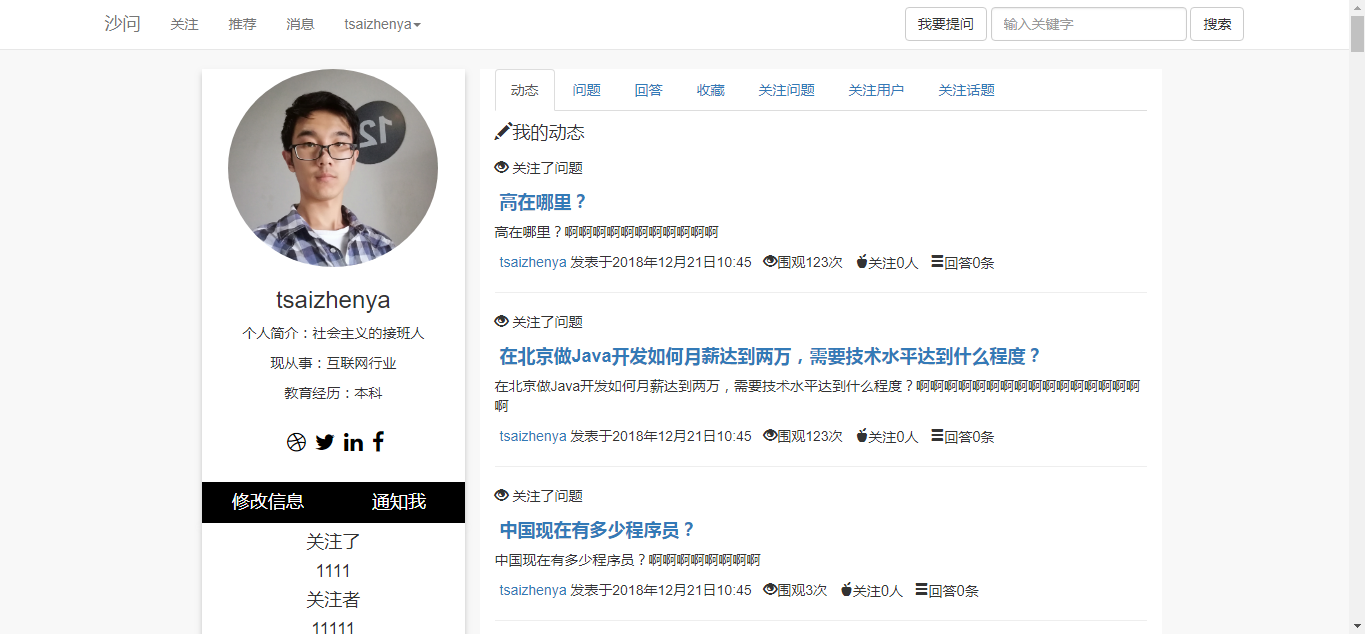 沙问 关注 推荐 消息 tsaizhenya 我要提问 输入关键字 搜索
12
tsaizhenya
个人简介：社会主义的接班人
现从事：互联网行业
教育经历：本科
修改信息 通知我
关注了
1111
关注者
11111
动态 问题 回答 收藏 关注问题 关注用户 关注话题
我的动态
关注了问题
高在哪里？
高在哪里？啊啊啊啊啊啊啊啊啊啊啊
tsaizhenya 发表于2018年12月21日10:45 围观123次 关注0人 回答0条
关注了问题
在北京做Java开发如何月薪达到两万，需要技术水平达到什么程度？
在北京做Java开发如何月薪达到两万，需要技术水平达到什么程度？啊啊啊啊啊啊啊啊啊啊啊啊啊啊啊啊
啊
tsaizhenya 发表于2018年12月21日10:45 围观123次 关注0人 回答0条
关注了问题
中国现在有多少程序员？
中国现在有多少程序员？啊啊啊啊啊啊啊啊
tsaizhenya 发表于2018年12月21日10:45 围观3次 关注0人 回答0条